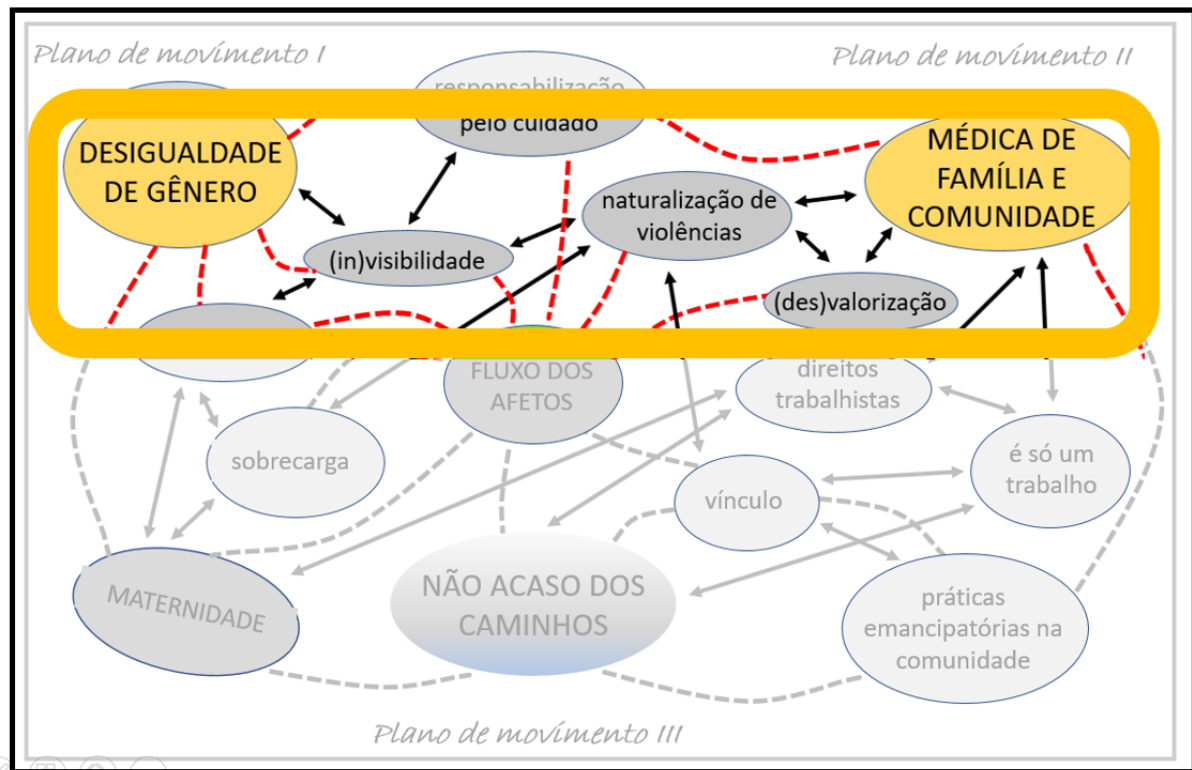 Plano de movimento I
Plano de movimento II
responsabilização
pelo cuidado
DESIGUALDADE
DE GÊNERO
MÉDICA DE
FAMÍLIA E
COMUNIDADE
naturalização de
violências
(in)visibilidade
(des)valorização
FLUXO DOS
AFETOS
direitos
trabalhistas
sobrecarga
é só um
trabalho
vínculo
MATERNIDADE
NÃO ACASO DOS
CAMINHOS
práticas
emancipatórias na
comunidade
Plano de movimento III